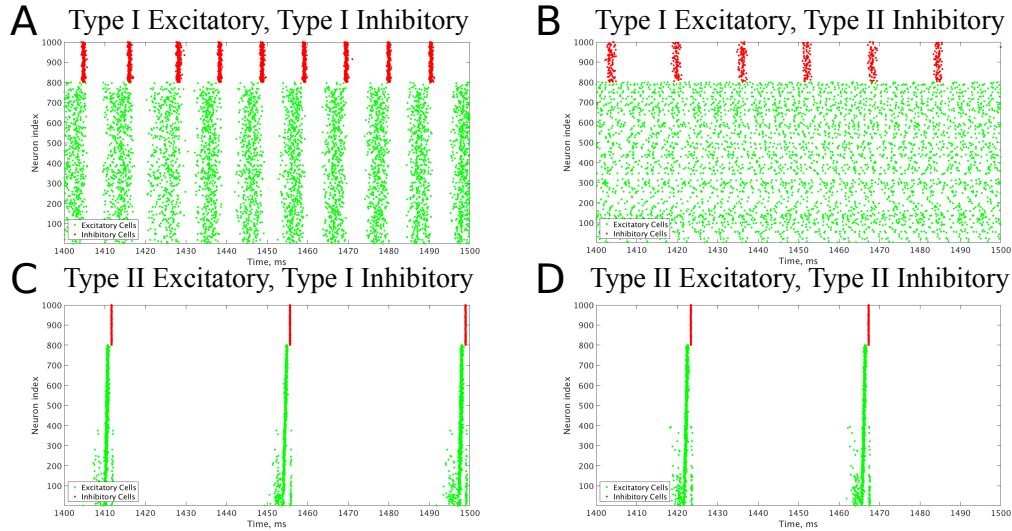 A Type I Excitatory, Type I Inhibitory
1000
900
800
700
600
500
400
300
200
100
Neuron index
Excitatory Cells
Inhibitory Cells
1400 1410 1420 1430 1440 1450 1460 1470 1480 1490 1500
Time, ms
B Type I Excitatory, Type II Inhibitory
1000
900
800
700
600
500
400
300
200
100
Neuron index
Excitatory Cells
Inhibitory Cells
1400 1410 1420 1430 1440 1450 1460 1470 1480 1490 1500
Time, ms
C Type II Excitatory, Type I Inhibitory
1000
900
800
700
600
500
400
300
200
100
Neuron index
Excitatory Cells
Inhibitory Cells
1400 1410 1420 1430 1440 1450 1460 1470 1480 1490 1500
Time, ms
D Type II Excitatory, Type II Inhibitory
1000
900
800
700
600
500
400
300
200
100
Neuron index
Excitatory Cells
Inhibitory Cells
1400 1410 1420 1430 1440 1450 1460 1470 1480 1490 1500
Time, ms